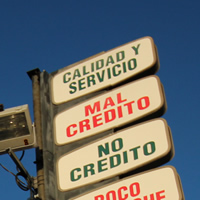 CALIDAD Y
SERVICIO
MAL
CREDITO
NO
CREDITO
POCO